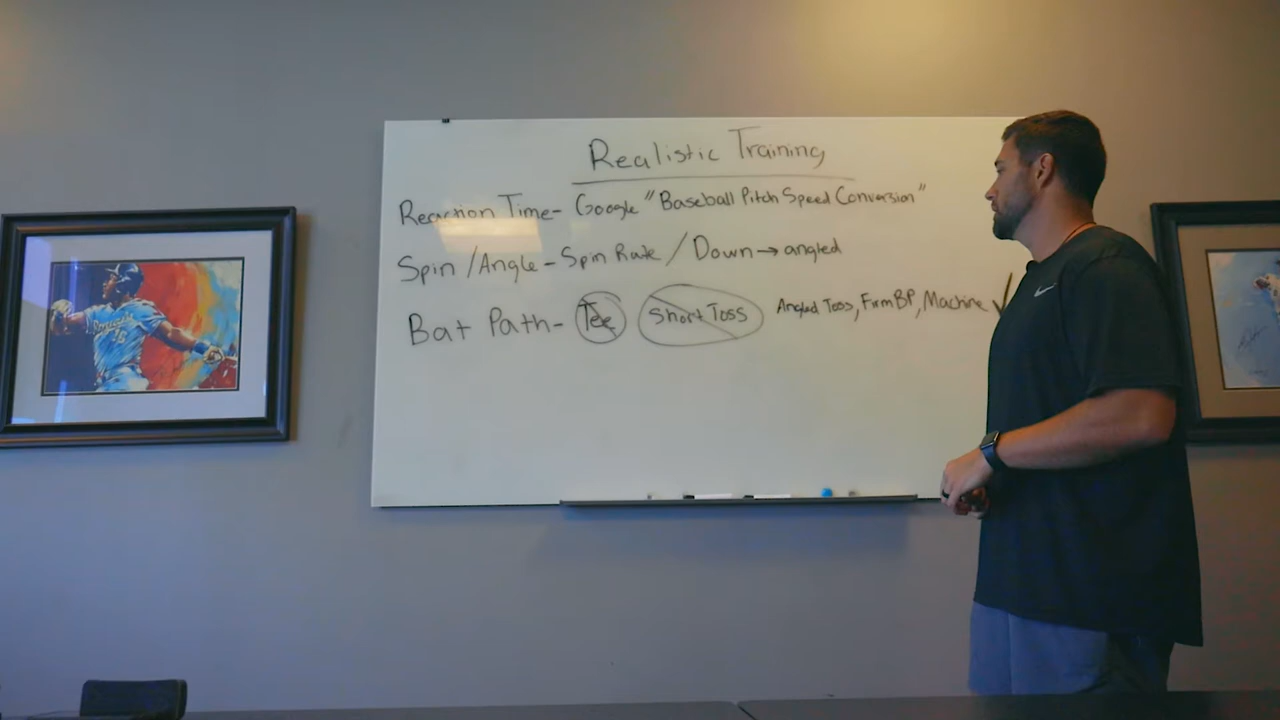 Realistic Training
Reaction Time- Google "Baseball Pitch Speed Conversion"
Spin/Angle-Spin Rate/Down→angled
Bat Path- Tee Short Toss Angled Toss, Firm BP, Machine ✓